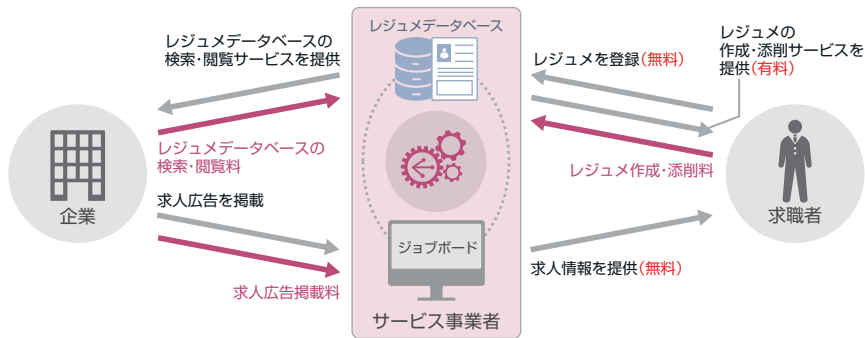 レジュメデータベース
レジュメデータベースの
検索・閲覧サービスを提供
レジュメデータベースの
検索・閲覧料
企業
求人広告を掲載
求人広告掲載料
ジョブボード
サービス事業者
レジュメを登録(無料)
レジュメの
作成・添削サービスを
提供(有料)
レジュメ作成・添削料
求職者
求人情報を提供(無料)